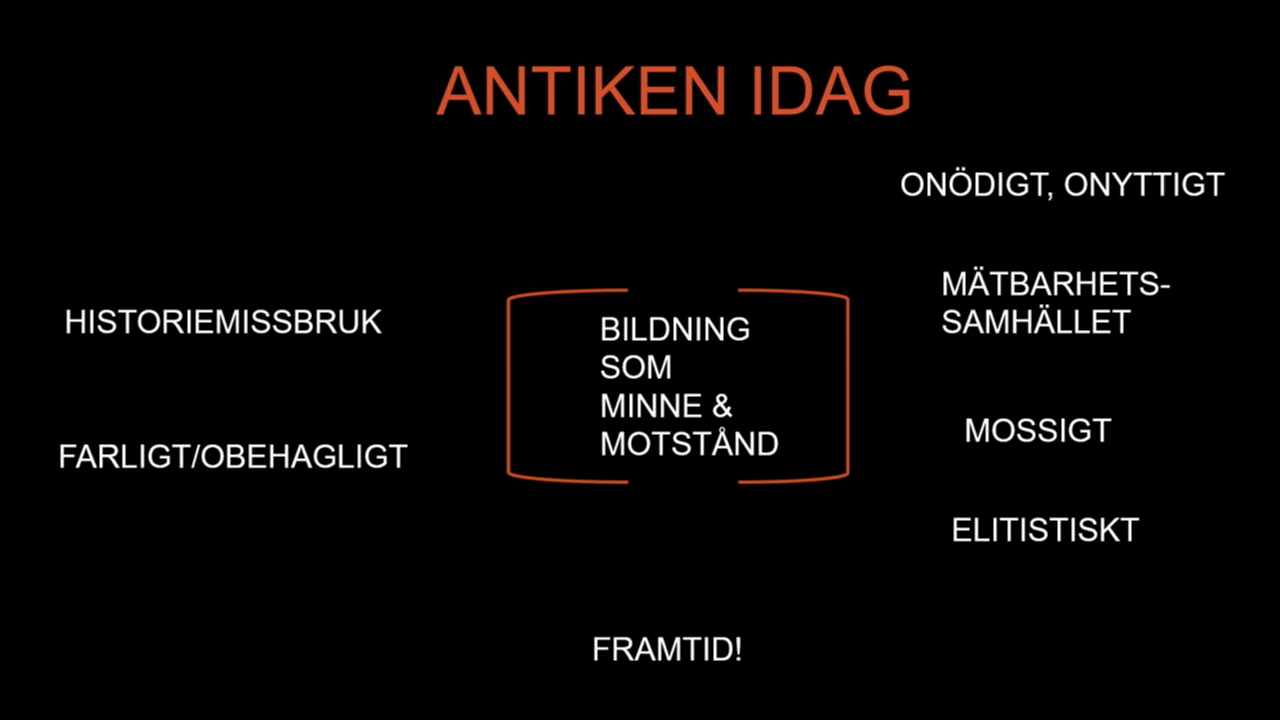 ANTIKEN IDAG
ONÖDIGT, ONYTTIGT
MÄTBARHETS-
SAMHÄLLET
MOSSIGT
ELITISTISKT
HISTORIEMISSBRUK
FARLIGT/OBEHAGLIGT
BILDNING
SOM
MINNE &
MOTSTÅND
FRAMTID!